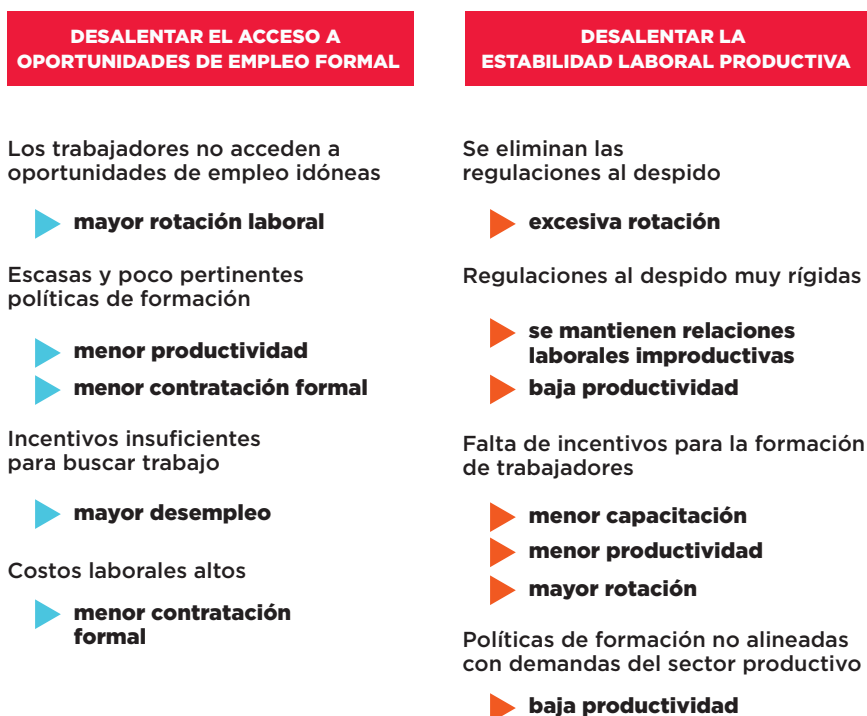 DESALENTAR EL ACCESO A
OPORTUNIDADES DE EMPLEO FORMAL
Los trabajadores no acceden a
oportunidades de empleo idóneas
mayor rotación laboral
Escasas y poco pertinentes
políticas de formación
menor productividad
menor contratación formal
Incentivos insuficientes
para buscar trabajo
mayor desempleo
Costos laborales altos
menor contratación
formal
DESALENTAR LA
ESTABILIDAD LABORAL PRODUCTIVA
Se eliminan las
regulaciones al despido
excesiva rotación
Regulaciones al despido muy rígidas
se mantienen relaciones
laborales improductivas
baja productividad
Falta de incentivos para la formación
de trabajadores
menor capacitación
menor productividad
mayor rotación
Políticas de formación no alineadas
con demandas del sector productivo
baja productividad